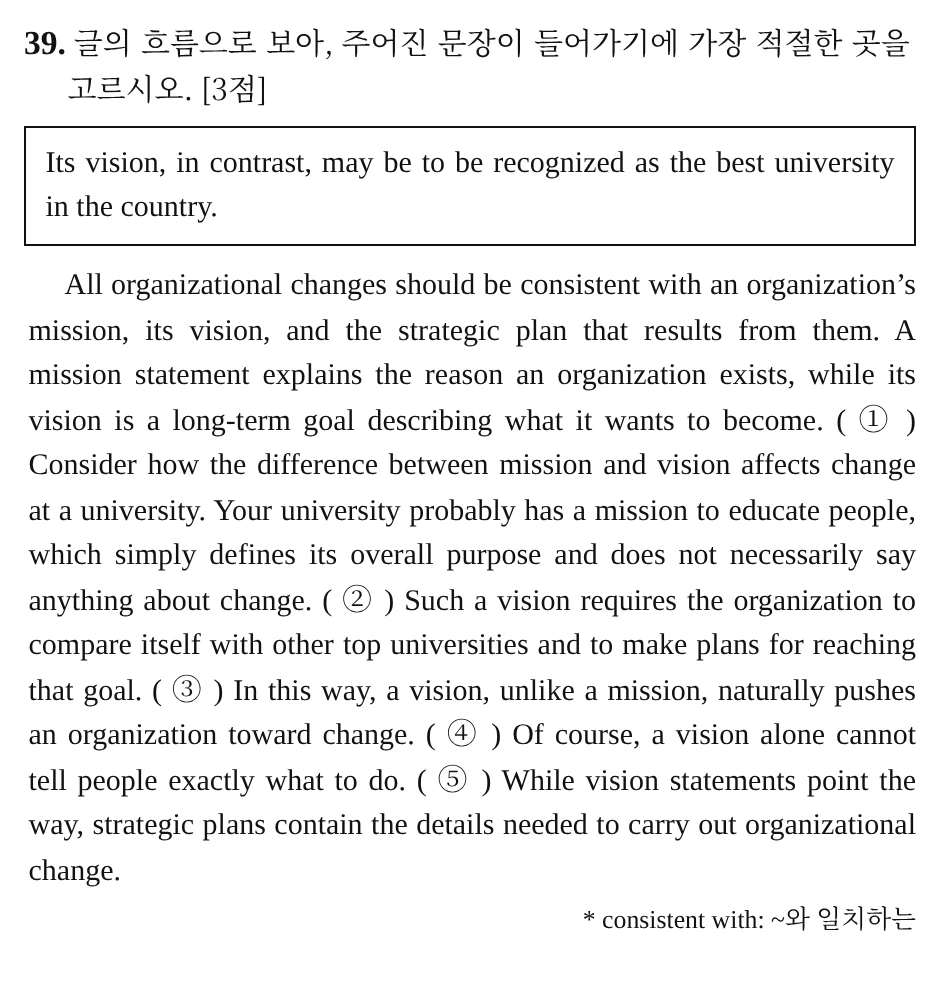 39. 글의 흐름으로 보아, 주어진 문장이 들어가기에 가장 적절한 곳을
고르시오. [3점]
Its vision, in contrast, may be to be recognized as the best university
in the country.
All organizational changes should be consistent with an organization’s
mission, its vision, and the strategic plan that results from them. A
mission statement explains the reason an organization exists, while its
vision is a long-term goal describing what it wants to become. ( ① )
Consider how the difference between mission and vision affects change
at a university. Your university probably has a mission to educate people,
which simply defines its overall purpose and does not necessarily say
anything about change. ( ② ) Such a vision requires the organization to
compare itself with other top universities and to make plans for reaching
that goal. ( ③ ) In this way, a vision, unlike a mission, naturally pushes
an organization toward change. ( ④ ) Of course, a vision alone cannot
tell people exactly what to do. ( ⑤ ) While vision statements point the
way, strategic plans contain the details needed to carry out organizational
change.
* consistent with: ~와 일치하는